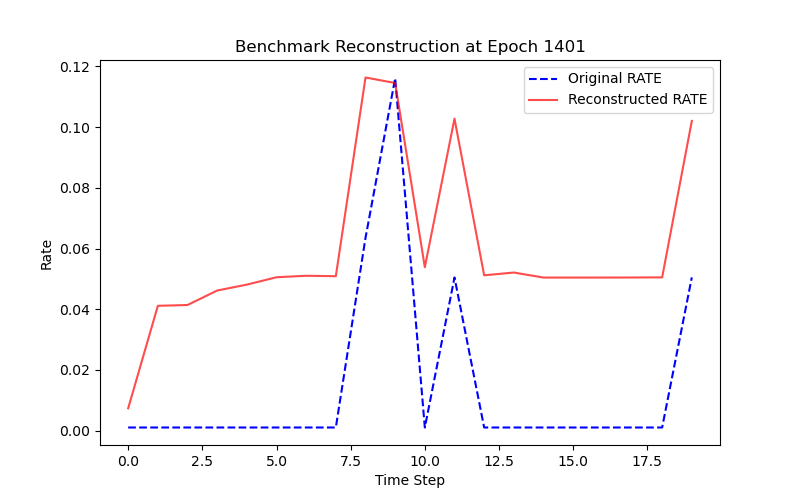 Benchmark Reconstruction at Epoch 1401
Original RATE
Reconstructed RATE
Rate
0.12
0.10
0.08
0.06
0.04
0.02
0.00
0.0 2.5 5.0 7.5 10.0 12.5 15.0 17.5
Time Step